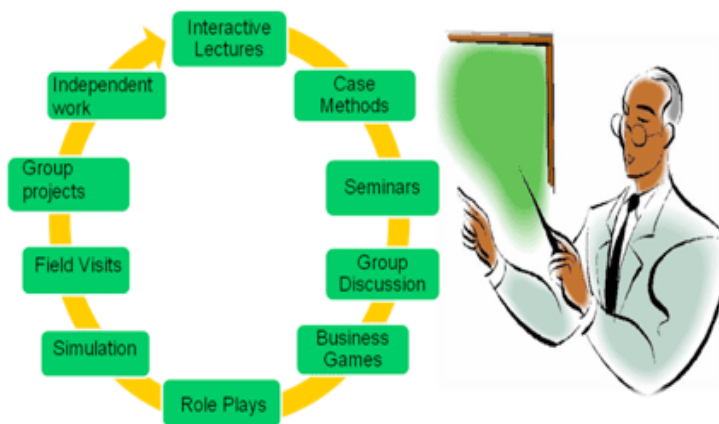 Interactive
Lectures
Case
Methods
Seminars
Group
Discussion
Business
Games
Role Plays
Simulation
Field Visits
Group
projects
Independent
work